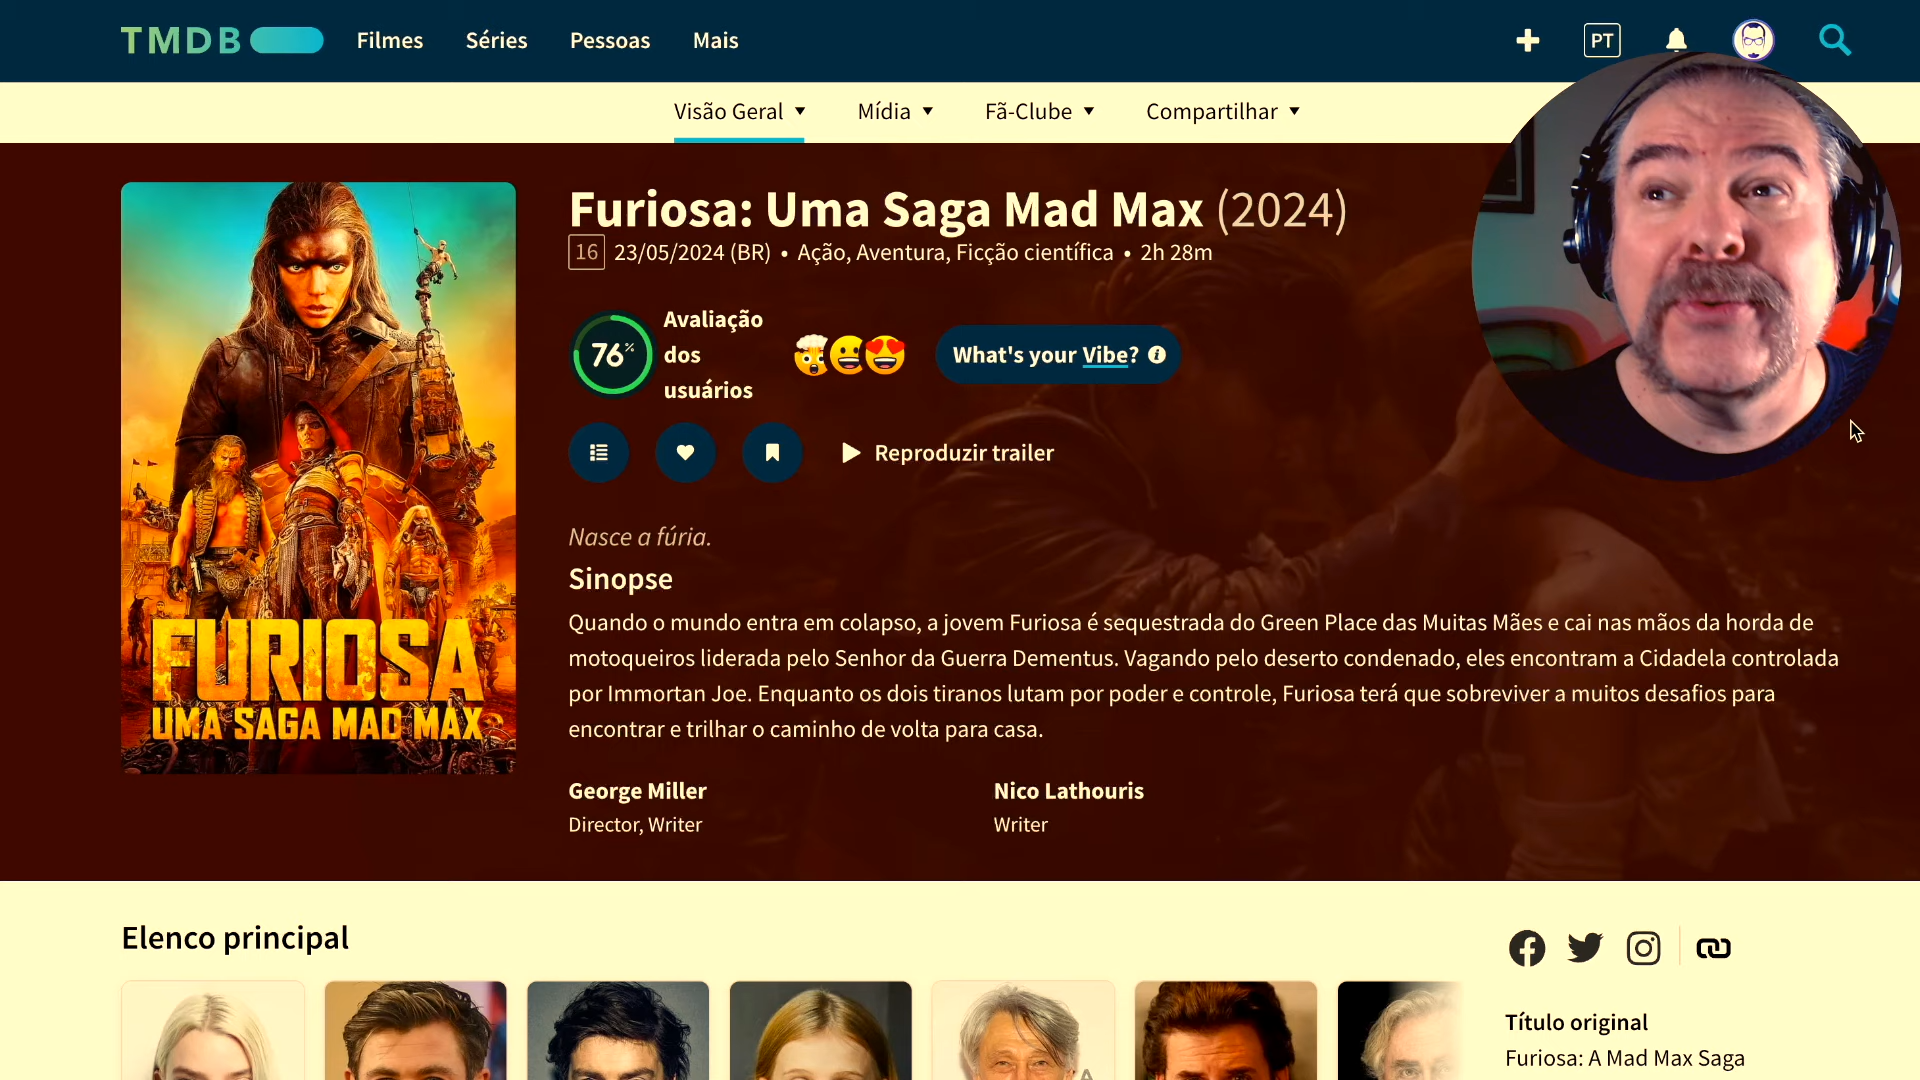 TMDB
Filmes
Séries
Pessoas
Mais
PT
Visão Geral
Mídia
Fã-Clube
Compartilhar
Furiosa: Uma Saga Mad Max (2024)
16 23/05/2024 (BR) • Ação, Aventura, Ficção científica • 2h 28m
76%
Avaliação
dos
usuários
What's your Vibe?
Reproduzir trailer
Nasce a fúria.
Sinopse
Quando o mundo entra em colapso, a jovem Furiosa é sequestrada do Green Place das Muitas Mães e cai nas mãos da horda de
motoqueiros liderada pelo Senhor da Guerra Dementus. Vagando pelo deserto condenado, eles encontram a Cidadela controlada
por Immortan Joe. Enquanto os dois tiranos lutam por poder e controle, Furiosa terá que sobreviver a muitos desafios para
encontrar e trilhar o caminho de volta para casa.
George Miller
Director, Writer
Nico Lathouris
Writer
FURIOSA
UMA SAGA MAD MAX
Elenco principal
Título original
Furiosa: A Mad Max Saga